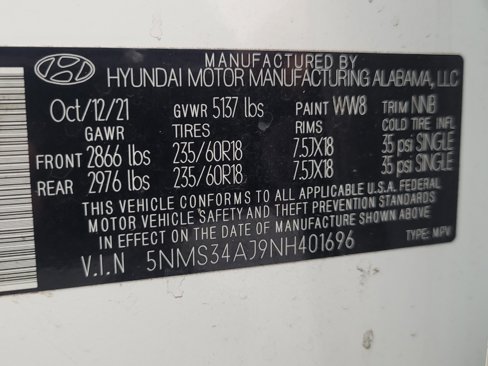 MANUFACTURED BY
HYUNDAI MOTOR MANUFACTURING ALABAMA, LLC
Oct/12/21 GVWR 5137 lbs PAINT WW8 TRIM NNB
GAWR TIRES RIMS COLD TIRE INFL
FRONT 2866 lbs 235/60R18 7.5JX18 35 psi SINGLE
REAR 2976 lbs 235/60R18 7.5JX18 35 psi SINGLE
THIS VEHICLE CONFORMS TO ALL APPLICABLE U.S.A. FEDERAL
MOTOR VEHICLE SAFETY AND THEFT PREVENTION STANDARDS
IN EFFECT ON THE DATE OF MANUFACTURE SHOWN ABOVE
V.I.N 5NMS34AJ9NH401696 TYPE: MPV